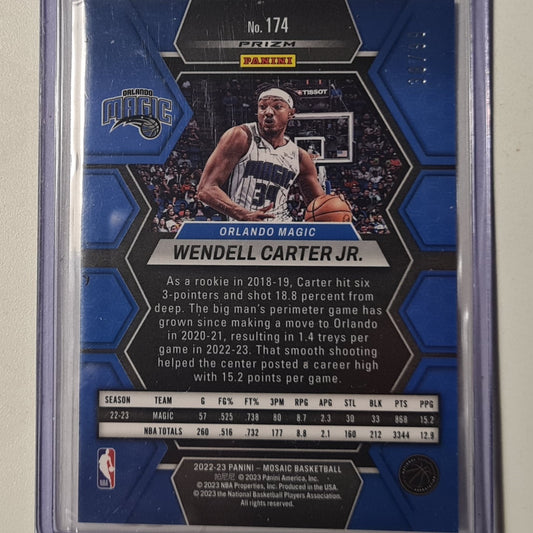 No. 174
PRIZM
PANINI
ORLANDO
MAGIC
TISSOT
MAGIC
ORLANDO MAGIC
WENDELL CARTER JR.
As a rookie in 2018-19, Carter hit six
3-pointers and shot 18.8 percent from
deep. The big man's perimeter game has
grown since making a move to Orlando
in 2020-21, resulting in 1.4 treys per
game in 2022-23. That smooth shooting
helped the center posted a career high
with 15.2 points per game.
SEASON TEAM G FG% FT% 3PM RPG APG STL BLK PTS PPG
22-23 MAGIC 57 .525 .738 80 8.7 2.3 30 33 868 15.2
NBA TOTALS 260 .516 .732 177 8.8 2.1 160 212 3344 12.9
2022-23 PANINI – MOSAIC BASKETBALL
帕尼尼 © 2023 Panini America, Inc.
© 2023 NBA Properties, Inc. Produced in the USA.
© 2023 the National Basketball Players Association.
All rights reserved.
NBA